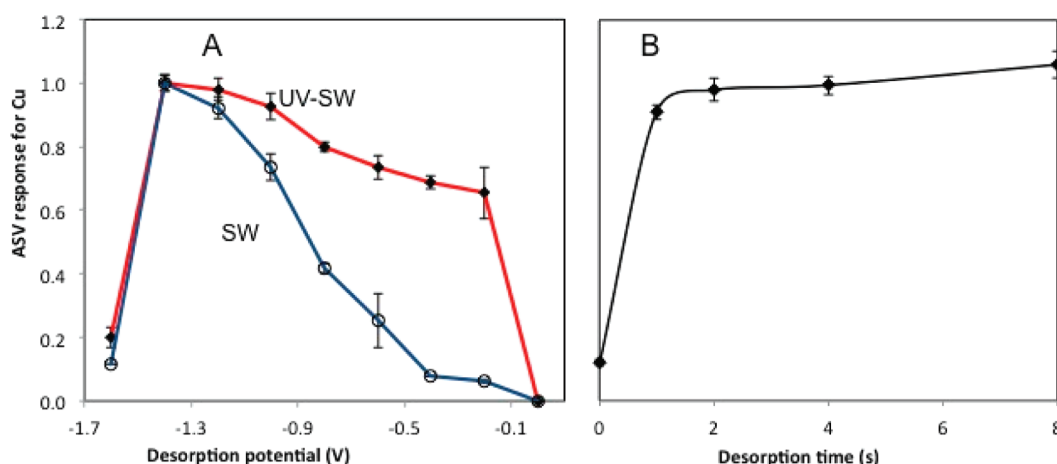 A
B
UV-SW
SW
ASV response for Cu
1.2
1.0
0.8
0.6
0.4
0.2
0.0
-1.7
-1.3
-0.9
-0.5
-0.1
Desorption potential (V)
0
2
4
6
8
Desorption time (s)